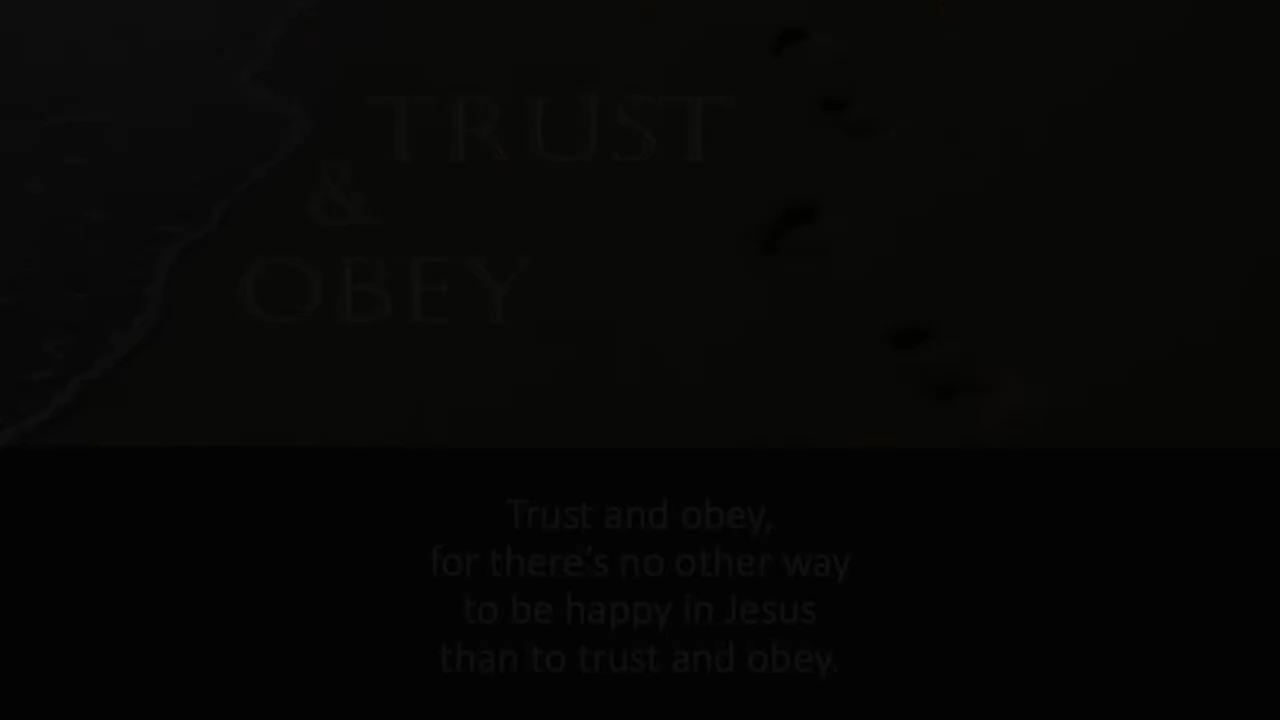 TRUST
&
OBEY
Trust and obey,
for there's no other way
to be happy in Jesus
than to trust and obey.